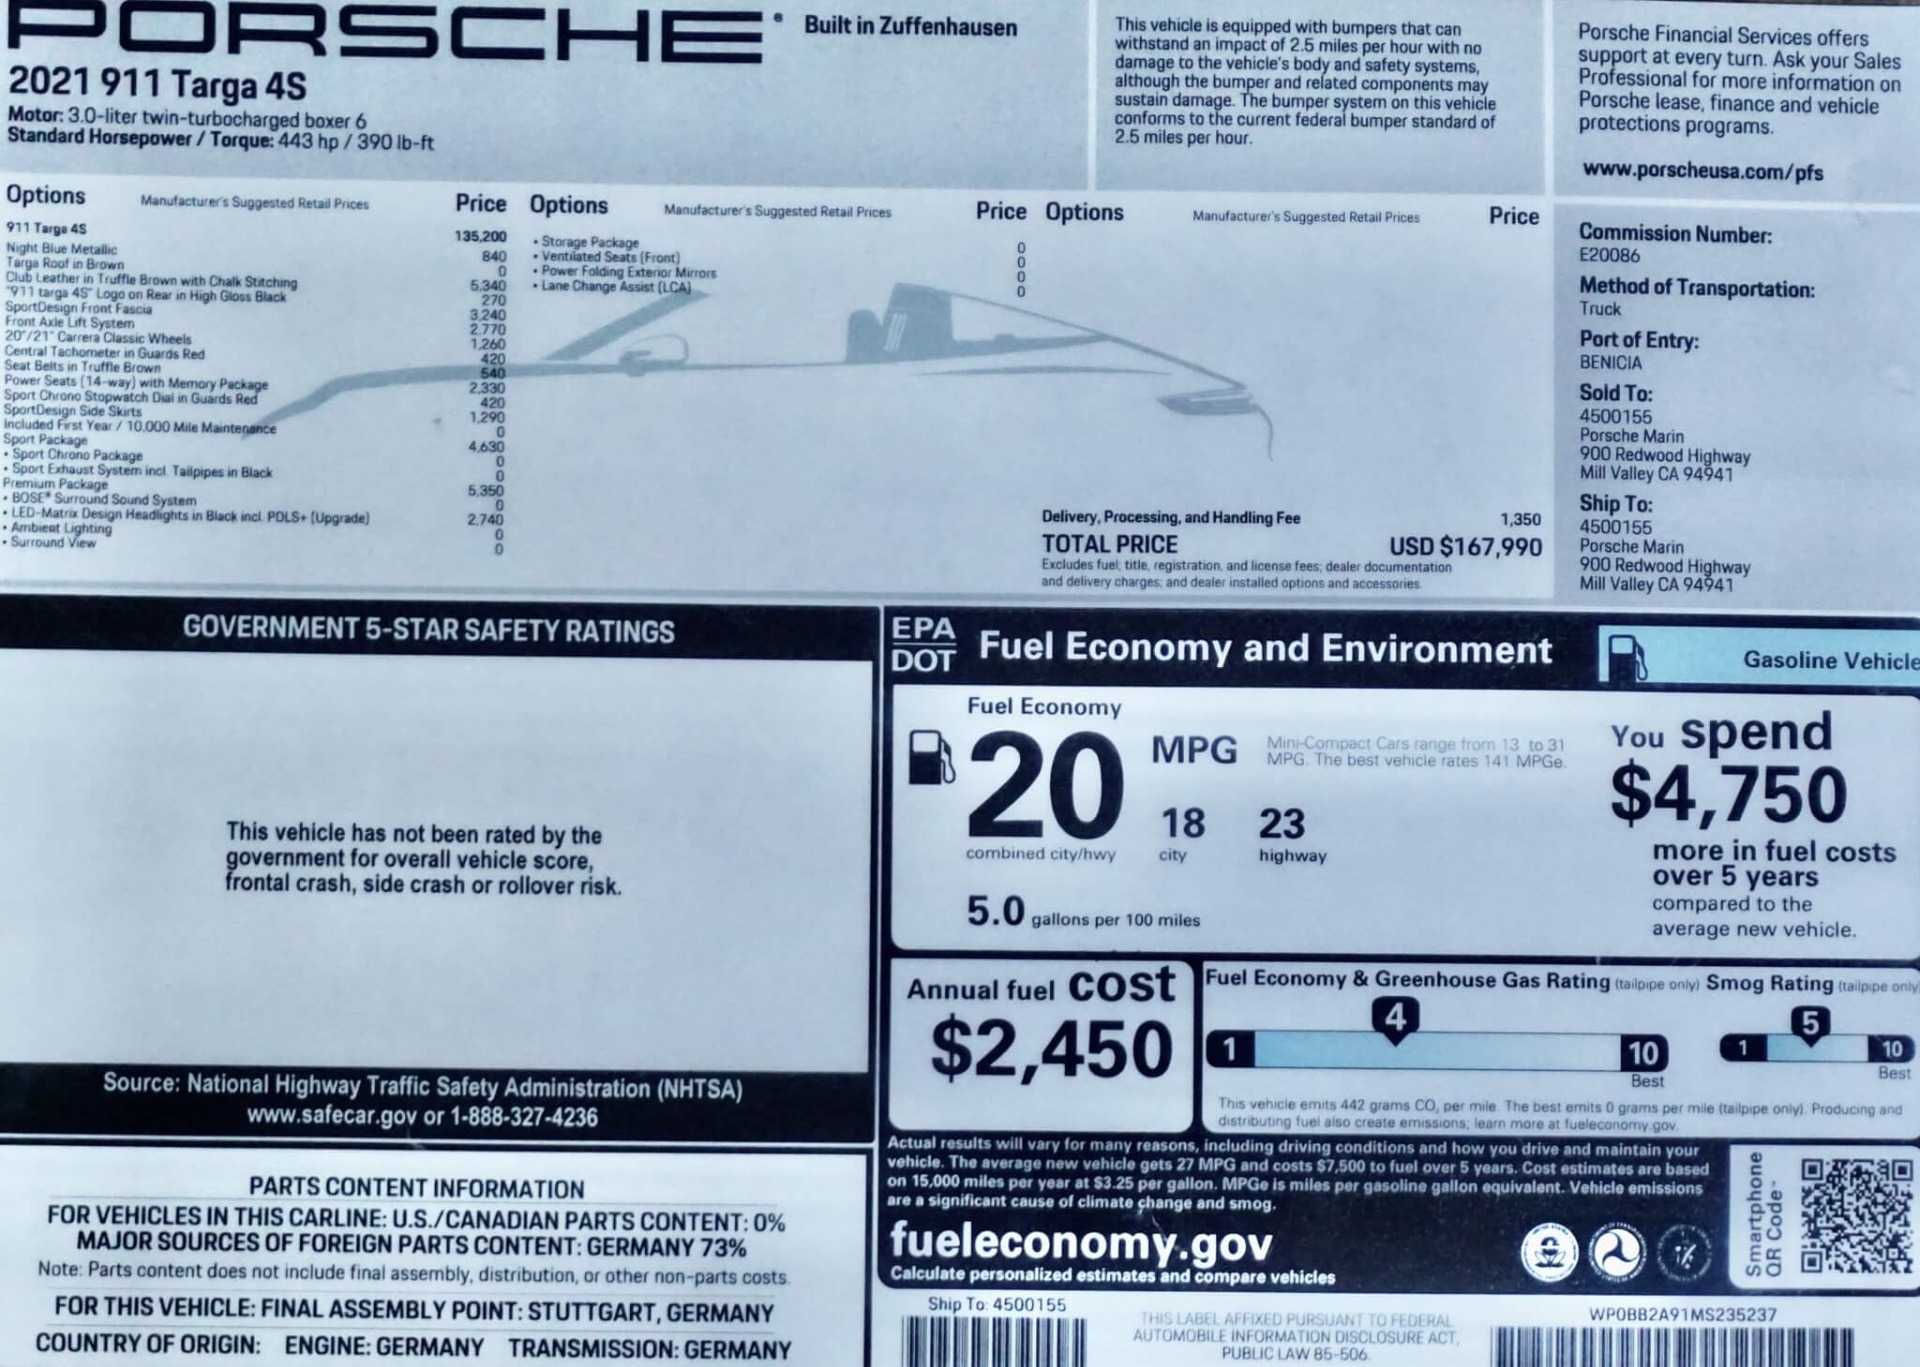 PORSCHE®
Built in Zuffenhausen
2021 911 Targa 4S
Motor: 3.0-liter twin-turbocharged boxer 6
Standard Horsepower / Torque: 443 hp / 390 lb-ft
This vehicle is equipped with bumpers that can
withstand an impact of 2.5 miles per hour with no
damage to the vehicle's body and safety systems,
although the bumper and related components may
sustain damage. The bumper system on this vehicle
conforms to the current federal bumper standard of
2.5 miles per hour.
Porsche Financial Services offers
support at every turn. Ask your Sales
Professional for more information on
Porsche lease, finance and vehicle
protections programs.
www.porscheusa.com/pfs
Options Manufacturer's Suggested Retail Prices Price
911 Targa 4S 135,200
Night Blue Metallic 840
Targa Roof in Brown 0
Club Leather in Truffle Brown with Chalk Stitching 5,340
"911 targa 4S" Logo on Rear in High Gloss Black 270
SportDesign Front Fascia 3,240
Front Axle Lift System 2,770
20"/21" Carrera Classic Wheels 1,260
Central Tachometer in Guards Red 420
Seat Belts in Truffle Brown 540
Power Seats (14-way) with Memory Package 2,330
Sport Chrono Stopwatch Dial in Guards Red 420
SportDesign Side Skirts 1,290
Included First Year / 10,000 Mile Maintenance 0
Sport Package 4,630
• Sport Chrono Package 0
• Sport Exhaust System incl. Tailpipes in Black 0
Premium Package 5,350
• BOSE® Surround Sound System 0
• LED-Matrix Design Headlights in Black incl. PDLS+ (Upgrade) 2,740
• Ambient Lighting 0
• Surround View 0
Options Manufacturer's Suggested Retail Prices Price
• Storage Package 0
• Ventilated Seats (Front) 0
• Power Folding Exterior Mirrors 0
• Lane Change Assist (LCA) 0
Options Manufacturer's Suggested Retail Prices Price
Delivery, Processing, and Handling Fee 1,350
TOTAL PRICE USD $167,990
Excludes fuel; title, registration, and license fees; dealer documentation
and delivery charges; and dealer installed options and accessories.
Commission Number:
E20086
Method of Transportation:
Truck
Port of Entry:
BENICIA
Sold To:
4500155
Porsche Marin
900 Redwood Highway
Mill Valley CA 94941
Ship To:
4500155
Porsche Marin
900 Redwood Highway
Mill Valley CA 94941
GOVERNMENT 5-STAR SAFETY RATINGS
This vehicle has not been rated by the
government for overall vehicle score,
frontal crash, side crash or rollover risk.
Source: National Highway Traffic Safety Administration (NHTSA)
www.safecar.gov or 1-888-327-4236
PARTS CONTENT INFORMATION
FOR VEHICLES IN THIS CARLINE: U.S./CANADIAN PARTS CONTENT: 0%
MAJOR SOURCES OF FOREIGN PARTS CONTENT: GERMANY 73%
Note: Parts content does not include final assembly, distribution, or other non-parts costs.
FOR THIS VEHICLE: FINAL ASSEMBLY POINT: STUTTGART, GERMANY
COUNTRY OF ORIGIN: ENGINE: GERMANY TRANSMISSION: GERMANY
EPA
DOT
Fuel Economy and Environment
Gasoline Vehicle
Fuel Economy
20 MPG
Mini-Compact Cars range from 13 to 31
MPG. The best vehicle rates 141 MPGe.
18 23
combined city/hwy city highway
5.0 gallons per 100 miles
You spend
$4,750
more in fuel costs
over 5 years
compared to the
average new vehicle.
Annual fuel cost
$2,450
Fuel Economy & Greenhouse Gas Rating (tailpipe only)
4
1 10
Best
Smog Rating (tailpipe only
5
1 10
Best
This vehicle emits 442 grams CO₂ per mile. The best emits 0 grams per mile (tailpipe only). Producing and
distributing fuel also create emissions; learn more at fueleconomy.gov.
Actual results will vary for many reasons, including driving conditions and how you drive and maintain your
vehicle. The average new vehicle gets 27 MPG and costs $7,500 to fuel over 5 years. Cost estimates are based
on 15,000 miles per year at $3.25 per gallon. MPGe is miles per gasoline gallon equivalent. Vehicle emissions
are a significant cause of climate change and smog.
fueleconomy.gov
Calculate personalized estimates and compare vehicles
Smartphone
QR Code™
Ship To: 4500155
THIS LABEL AFFIXED PURSUANT TO FEDERAL
AUTOMOBILE INFORMATION DISCLOSURE ACT,
PUBLIC LAW 85-506.
WP0BB2A91MS235237